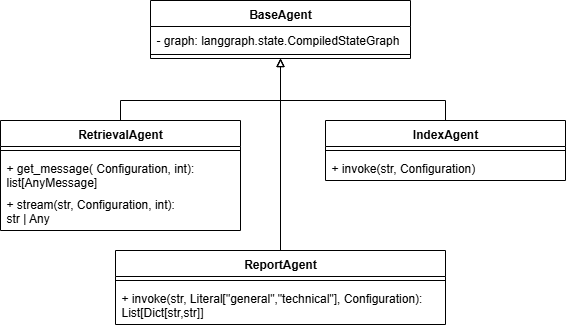 BaseAgent
- graph: langgraph.state.CompiledStateGraph
RetrievalAgent
+ get_message( Configuration, int):
list[AnyMessage]
+ stream(str, Configuration, int):
str | Any
IndexAgent
+ invoke(str, Configuration)
ReportAgent
+ invoke(str, Literal["general","technical"], Configuration):
List[Dict[str,str]]